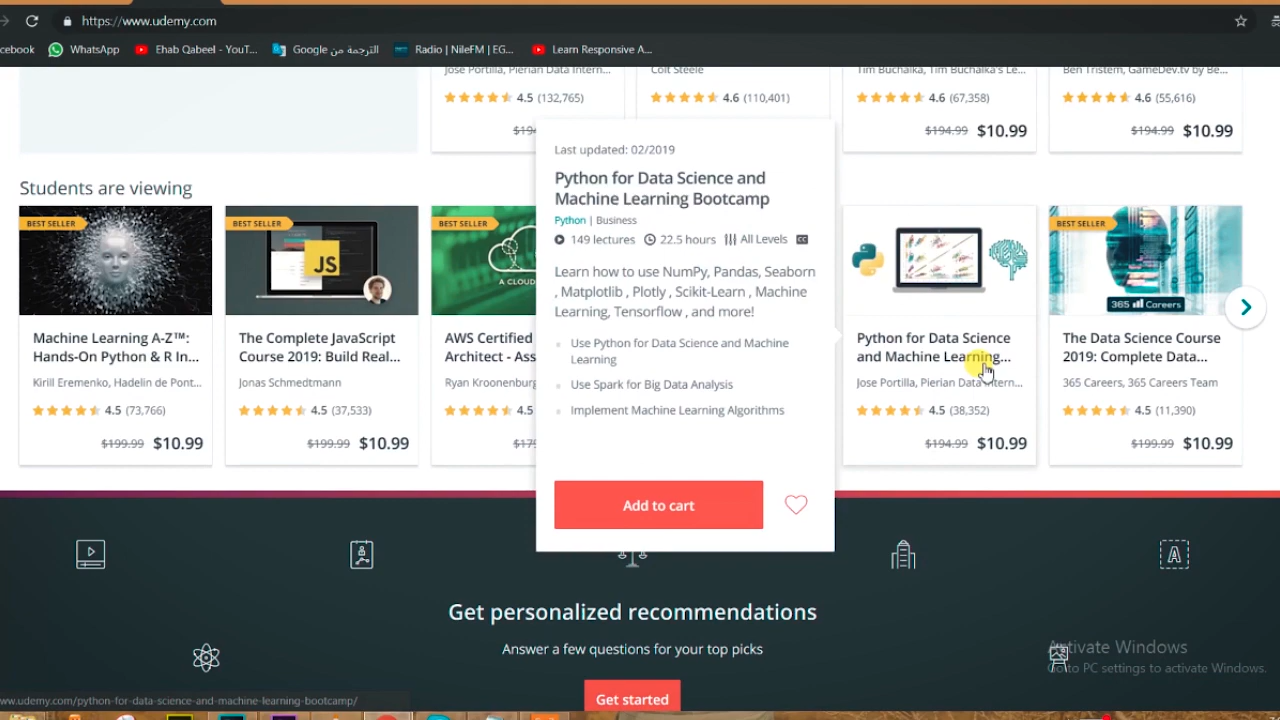 https://www.udemy.com
cebook
WhatsApp
Ehab Qabeel - YouT...
الترجمة من Google
Radio | NileFM | EG...
Learn Responsive A...
Jose Portilla, Pierian Data Intern...
Colt Steele
Tim Buchalka, Tim Buchalka's Le...
Ben Tristem, GameDev.tv by Be...
4.5 (132,765)
4.6 (110,401)
4.6 (67,358)
4.6 (55,616)
$194
$194.99 $10.99
$194.99 $10.99
Students are viewing
BEST SELLER
Machine Learning A-Z™:
Hands-On Python & R In...
Kirill Eremenko, Hadelin de Pont...
4.5 (73,766)
$199.99 $10.99
BEST SELLER
JS
The Complete JavaScript
Course 2019: Build Real...
Jonas Schmedtmann
4.5 (37,533)
$199.99 $10.99
BEST SELLER
A CLOUD
AWS Certified
Architect - Ass
Ryan Kroonenburg
4.5
Last updated: 02/2019
Python for Data Science and
Machine Learning Bootcamp
Python | Business
149 lectures 22.5 hours All Levels CC
Learn how to use NumPy, Pandas, Seaborn
, Matplotlib , Plotly , Scikit-Learn , Machine
Learning, Tensorflow , and more!
Use Python for Data Science and Machine
Learning
Use Spark for Big Data Analysis
Implement Machine Learning Algorithms
Add to cart
Python for Data Science
and Machine Learning...
Jose Portilla, Pierian Data Intern...
4.5 (38,352)
$194.99 $10.99
BEST SELLER
365 Careers
The Data Science Course
2019: Complete Data...
365 Careers, 365 Careers Team
4.5 (11,390)
$199.99 $10.99
A
Get personalized recommendations
Answer a few questions for your top picks
Get started
Activate Windows
Go to PC settings to activate Windows.
ww.udemy.com/python-for-data-science-and-machine-learning-bootcamp/